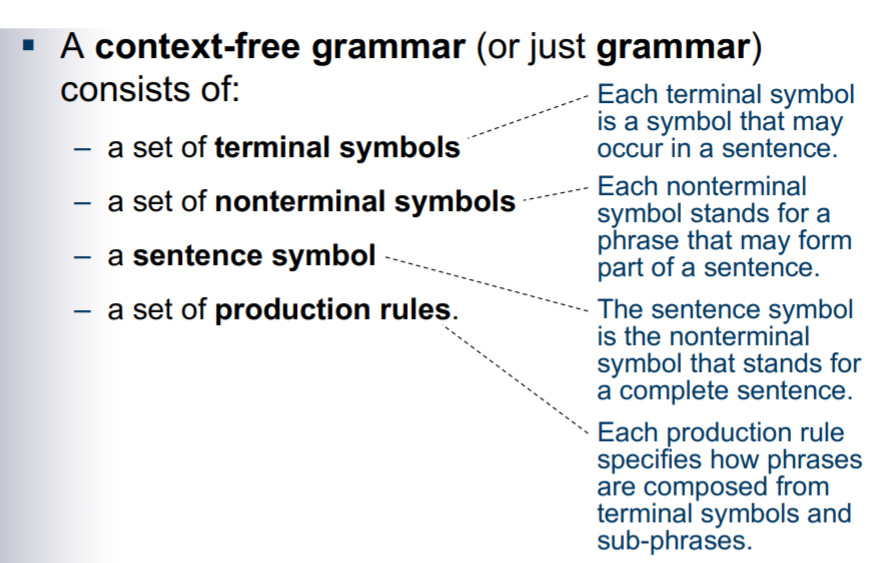 ▪ A context-free grammar (or just grammar)
consists of:
– a set of terminal symbols
– a set of nonterminal symbols
– a sentence symbol
– a set of production rules.
Each terminal symbol
is a symbol that may
occur in a sentence.
Each nonterminal
symbol stands for a
phrase that may form
part of a sentence.
The sentence symbol
is the nonterminal
symbol that stands for
a complete sentence.
Each production rule
specifies how phrases
are composed from
terminal symbols and
sub-phrases.